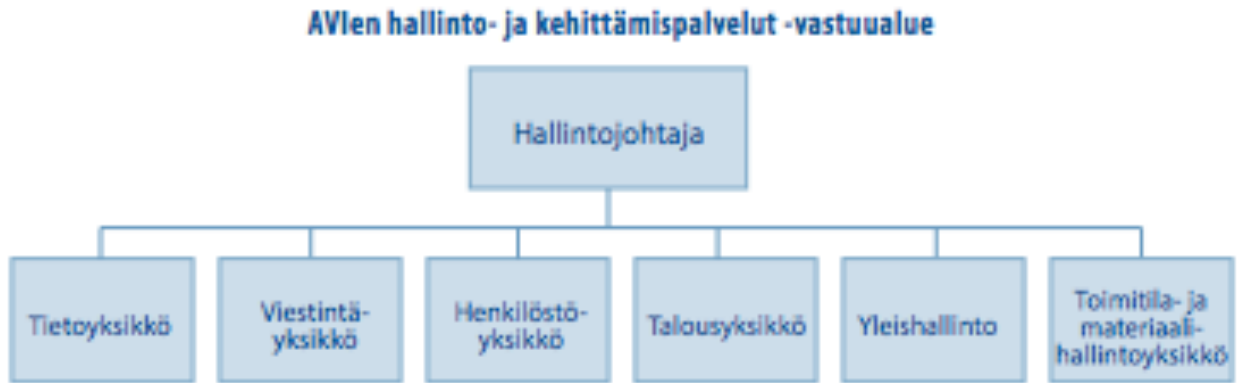 AVIen hallinto- ja kehittämispalvelut -vastuualue
Hallintojohtaja
Tietoyksikkö
Viestintä-
yksikkö
Henkilöstö-
yksikkö
Talousyksikkö
Yleishallinto
Toimitila- ja
materiaali-
hallintoyksikkö